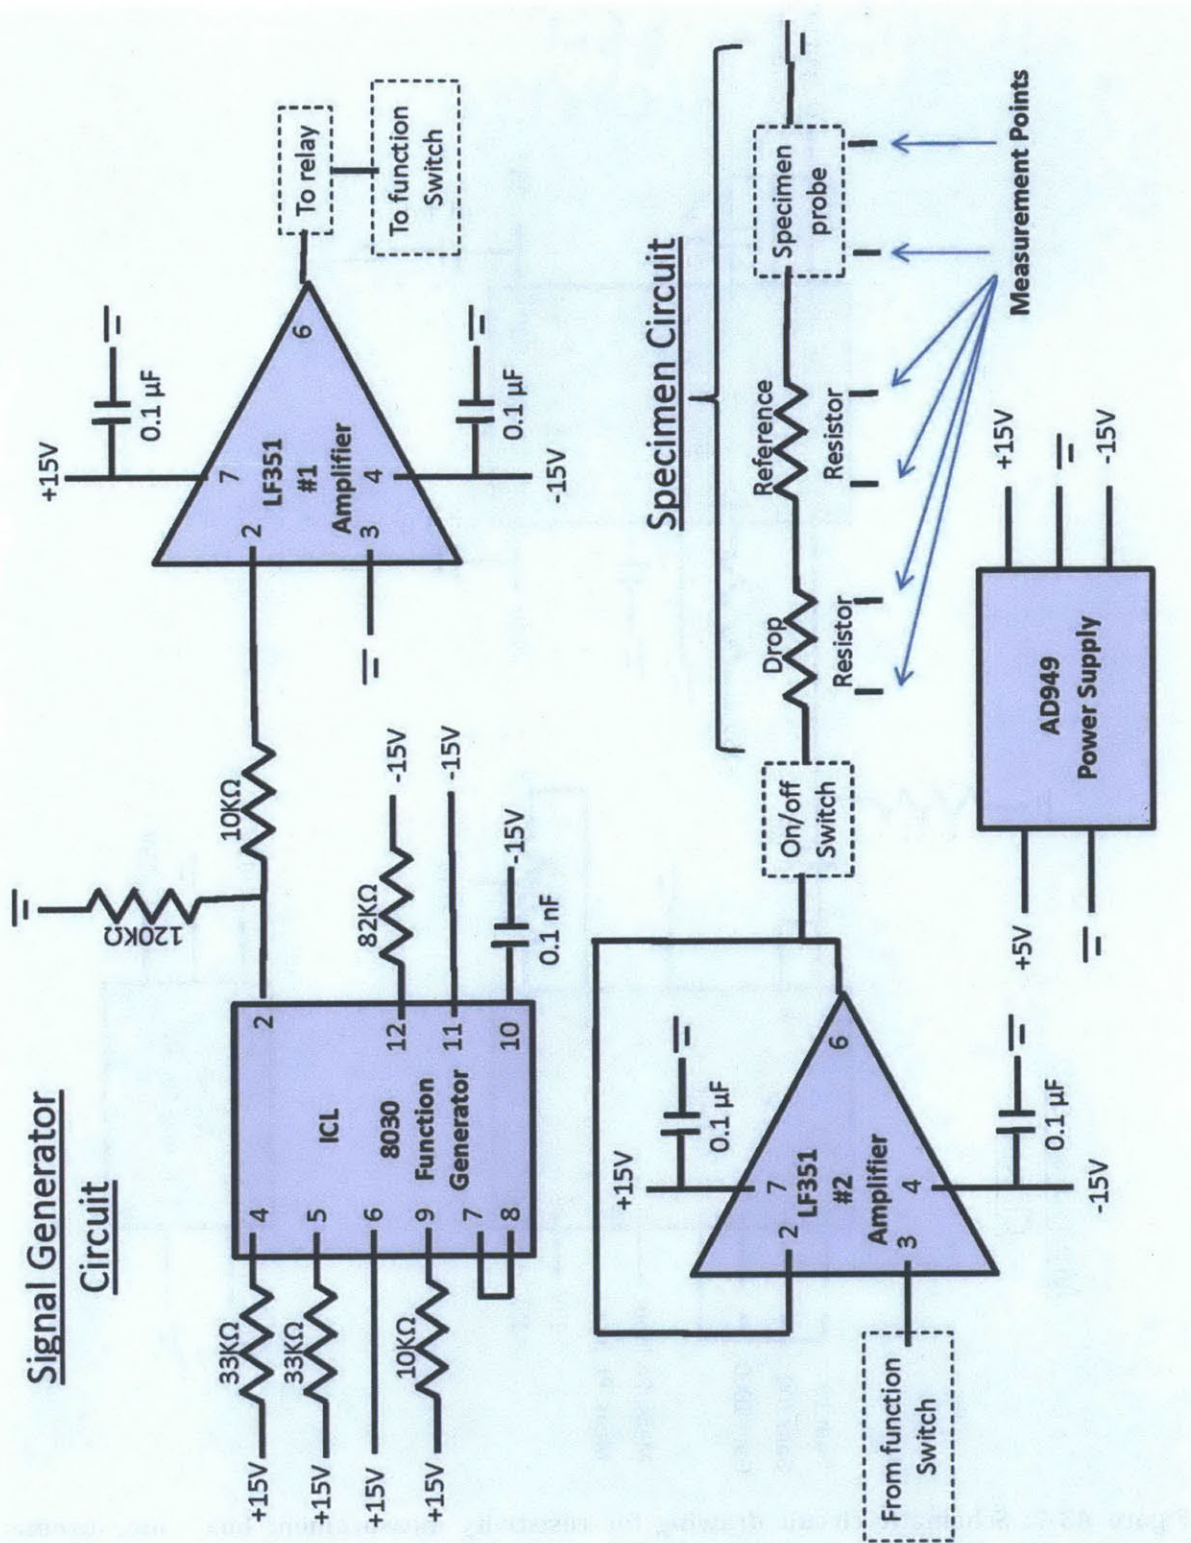 Signal Generator
Circuit
+15V
33KΩ
4
+15V
33KΩ
5
+15V
6
+15V
10KΩ
9
7
8
ICL
8030
Function
Generator
2
12
11
10
120KΩ
10KΩ
82KΩ
-15V
-15V
0.1 nF
-15V
2
3
LF351
#1
Amplifier
7
4
6
+15V
0.1 µF
0.1 µF
-15V
To relay
To function
Switch
From function
Switch
2
3
LF351
#2
Amplifier
7
4
6
+15V
0.1 µF
0.1 µF
-15V
On/off
Switch
Specimen Circuit
Drop
Resistor
Reference
Resistor
Specimen
probe
Measurement Points
+5V
AD949
Power Supply
+15V
-15V